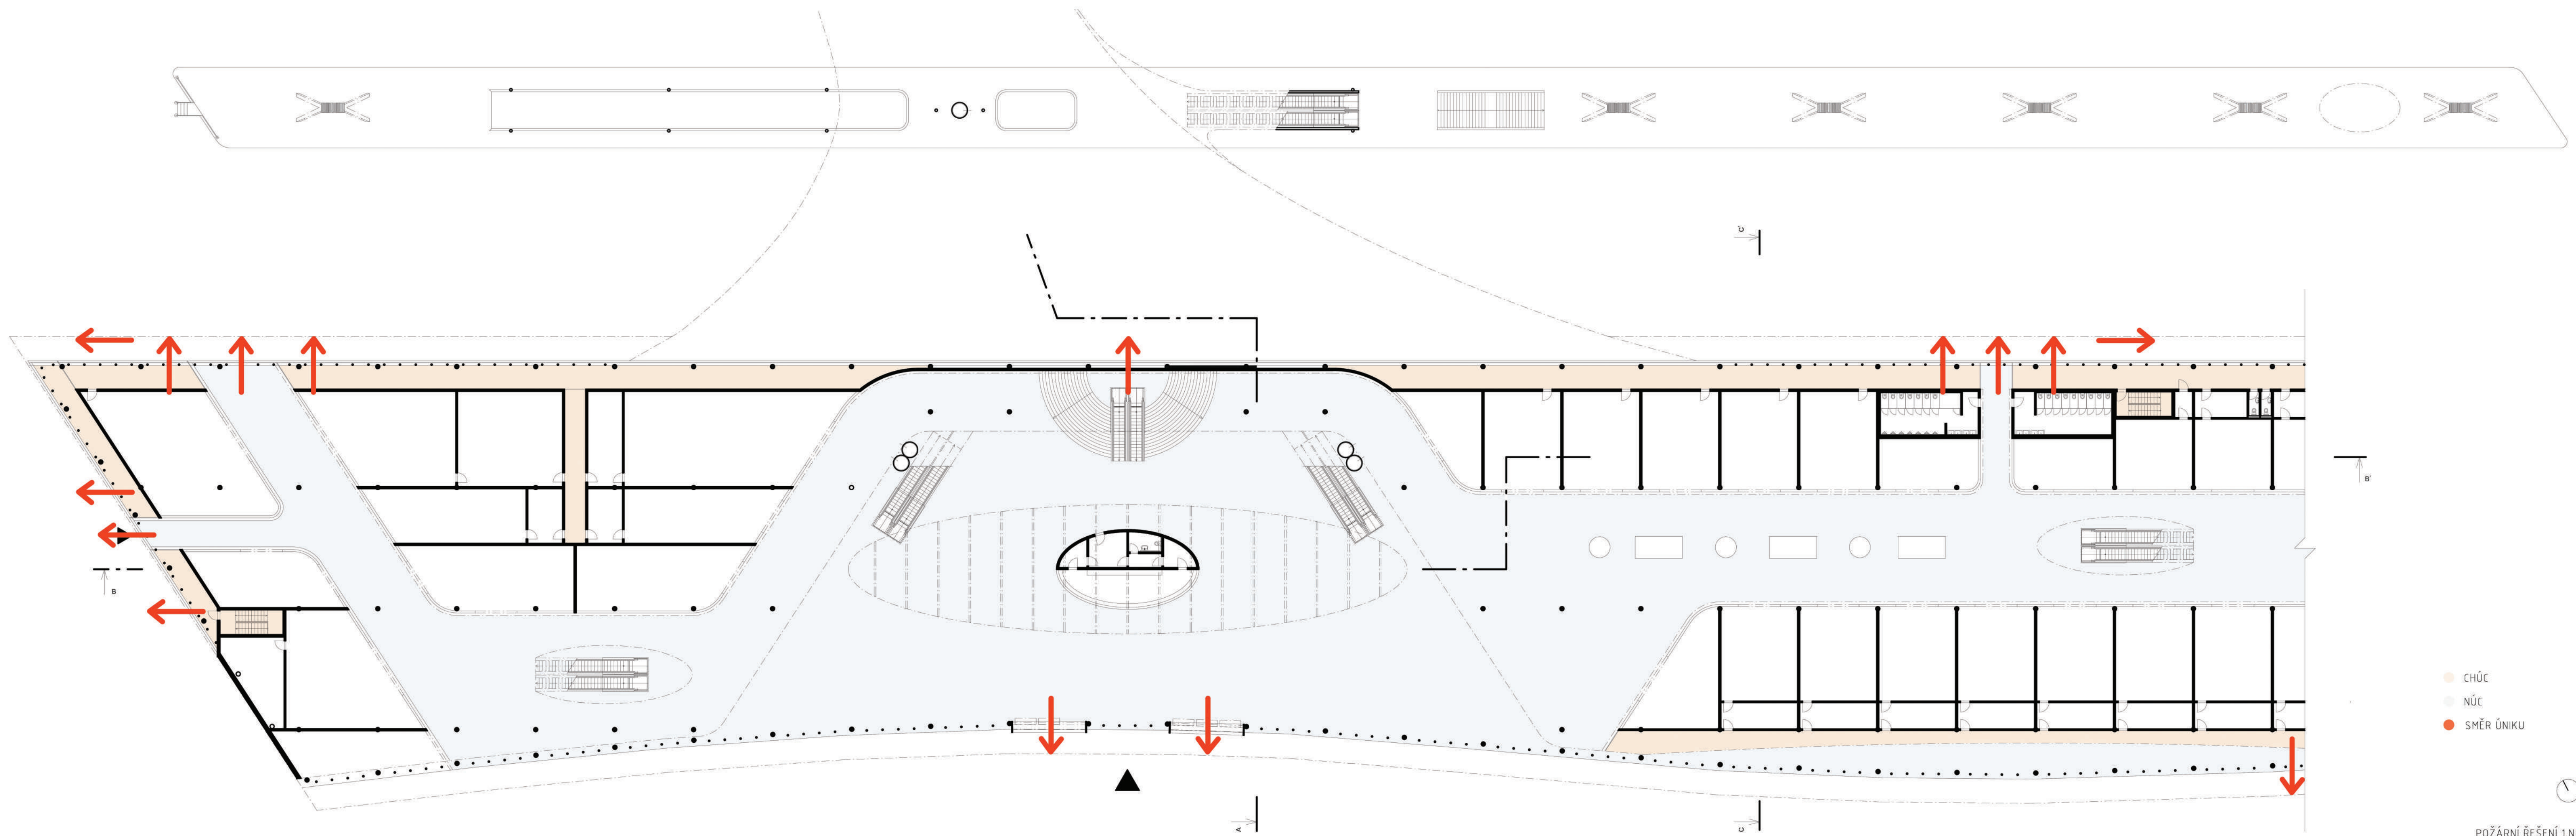 C'
B'
B
CHÚC
NÚC
SMĚR ÚNIKU
A
C
POŽÁRNÍ ŘEŠENÍ 1.N